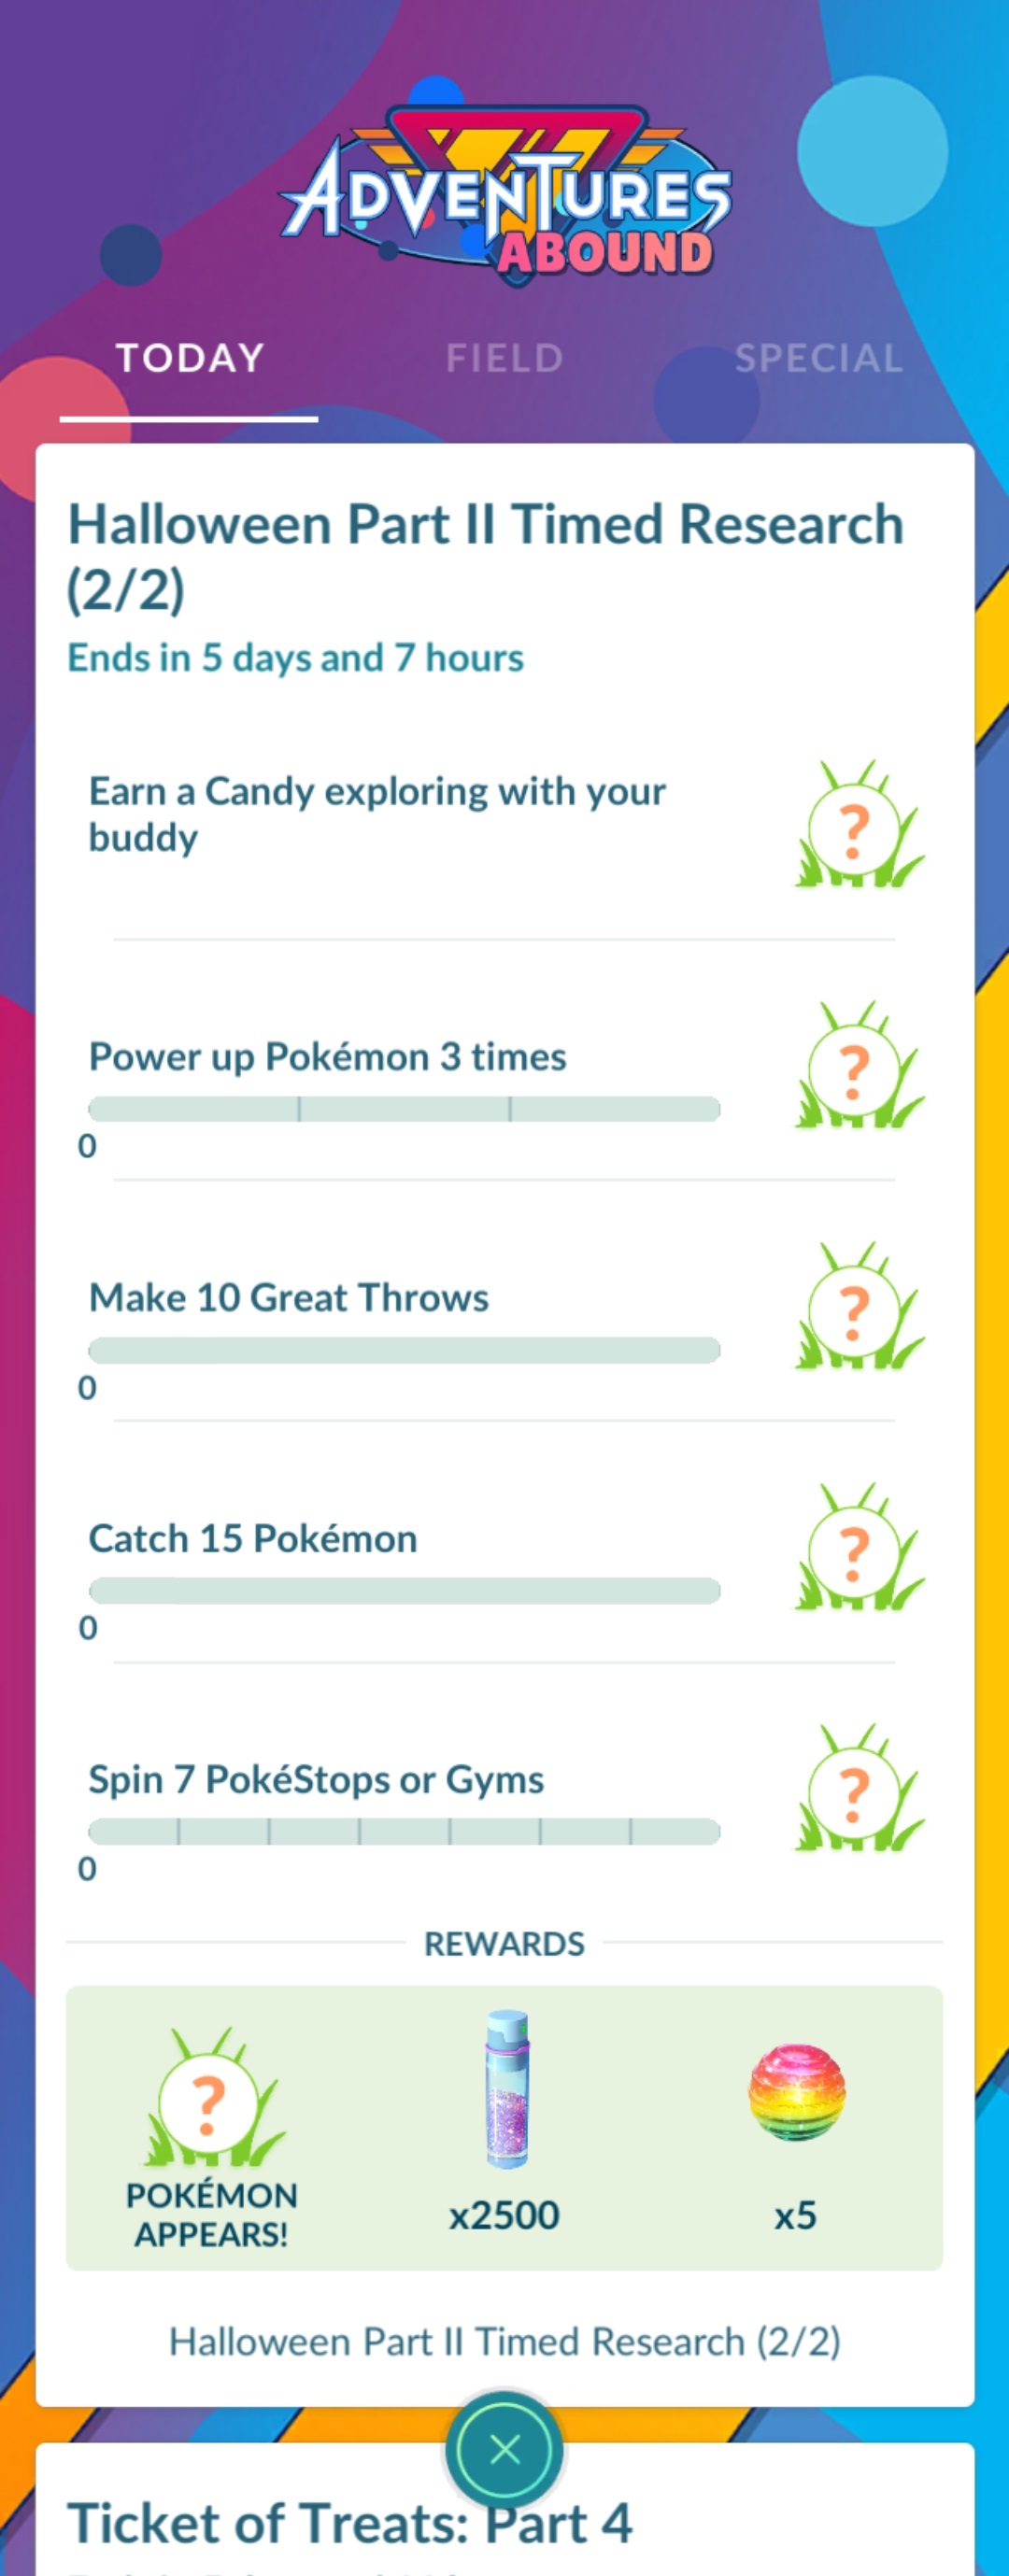 ADVENTURES
ABOUND
TODAY FIELD SPECIAL
Halloween Part II Timed Research
(2/2)
Ends in 5 days and 7 hours
Earn a Candy exploring with your
buddy
?
Power up Pokémon 3 times
?
0
Make 10 Great Throws
?
0
Catch 15 Pokémon
?
0
Spin 7 PokéStops or Gyms
?
0
REWARDS
?
POKÉMON
APPEARS!
x2500
x5
Halloween Part II Timed Research (2/2)
Ticket of Treats: Part 4